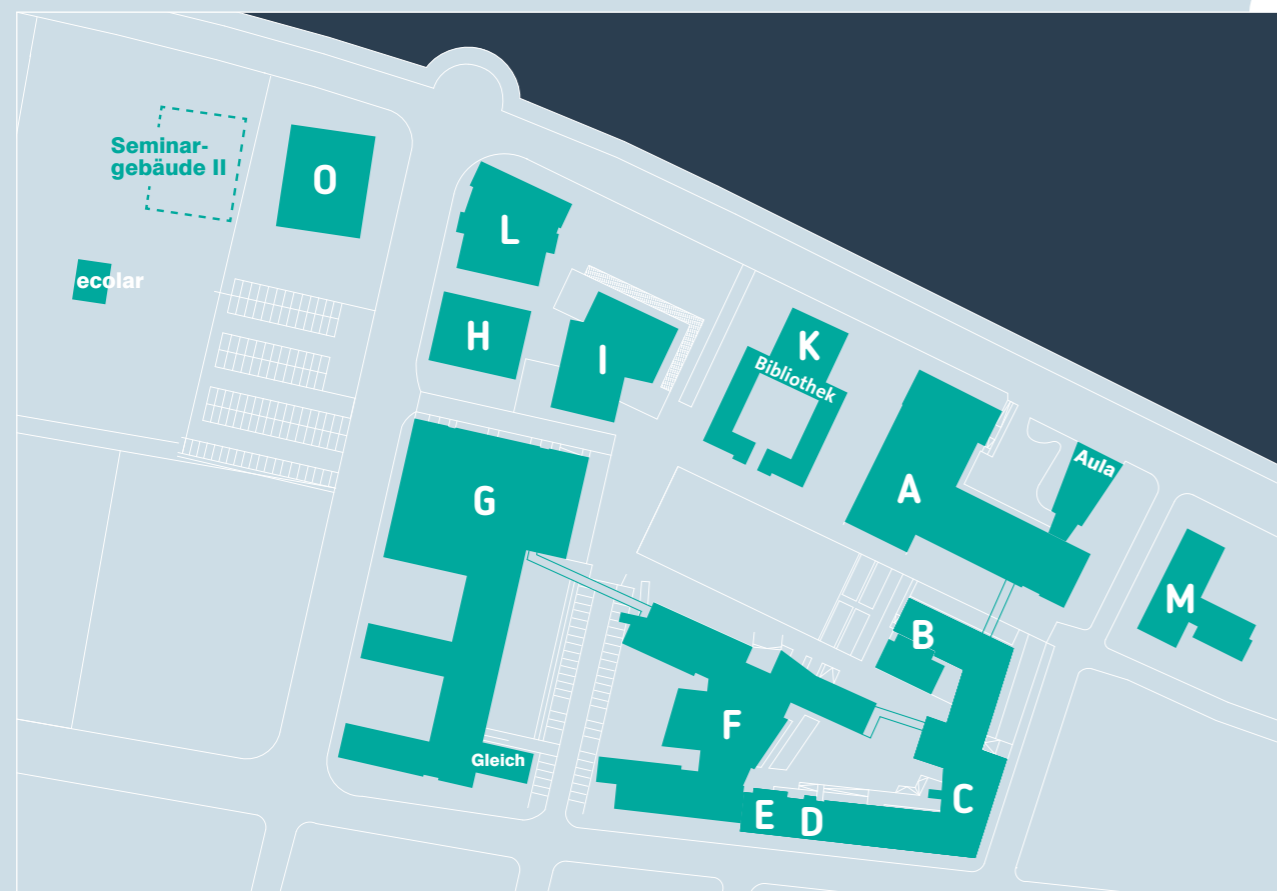 Seminar-
gebäude II
O
ecolar
L
H
I
K
Bibliothek
A
Aula
G
M
B
F
Gleich
E
D
C